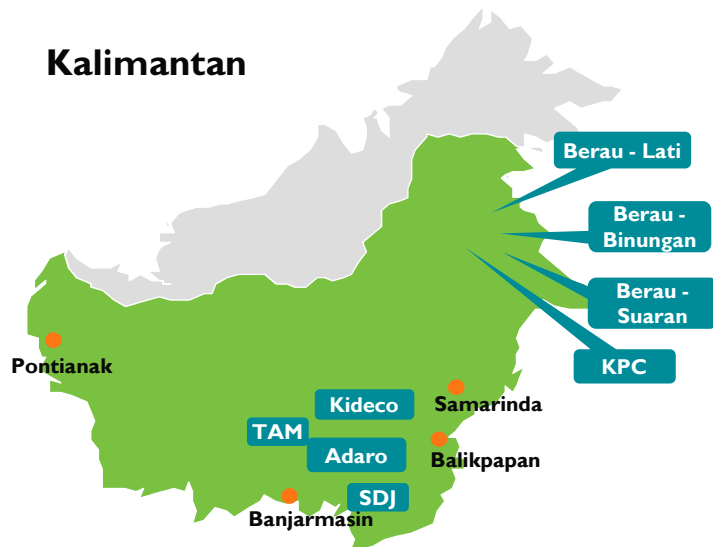 Kalimantan
Berau - Lati
Berau -
Binungan
Berau -
Suaran
KPC
Pontianak
Kideco
Samarinda
TAM
Adaro
Balikpapan
SDJ
Banjarmasin